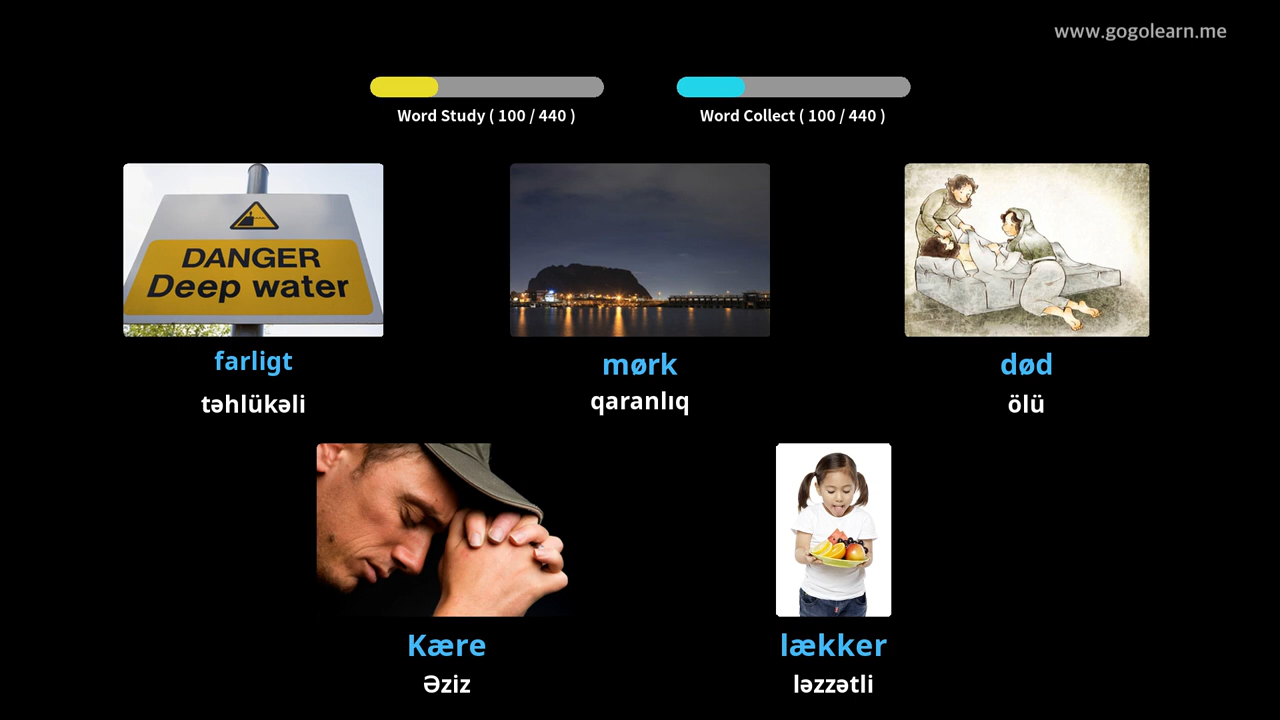 www.gogolearn.me
Word Study ( 100 / 440 )
Word Collect ( 100 / 440 )
DANGER
Deep water
farligt
mørk
død
təhlükəli
qaranlıq
ölü
Kære
lækker
Əziz
ləzzətli